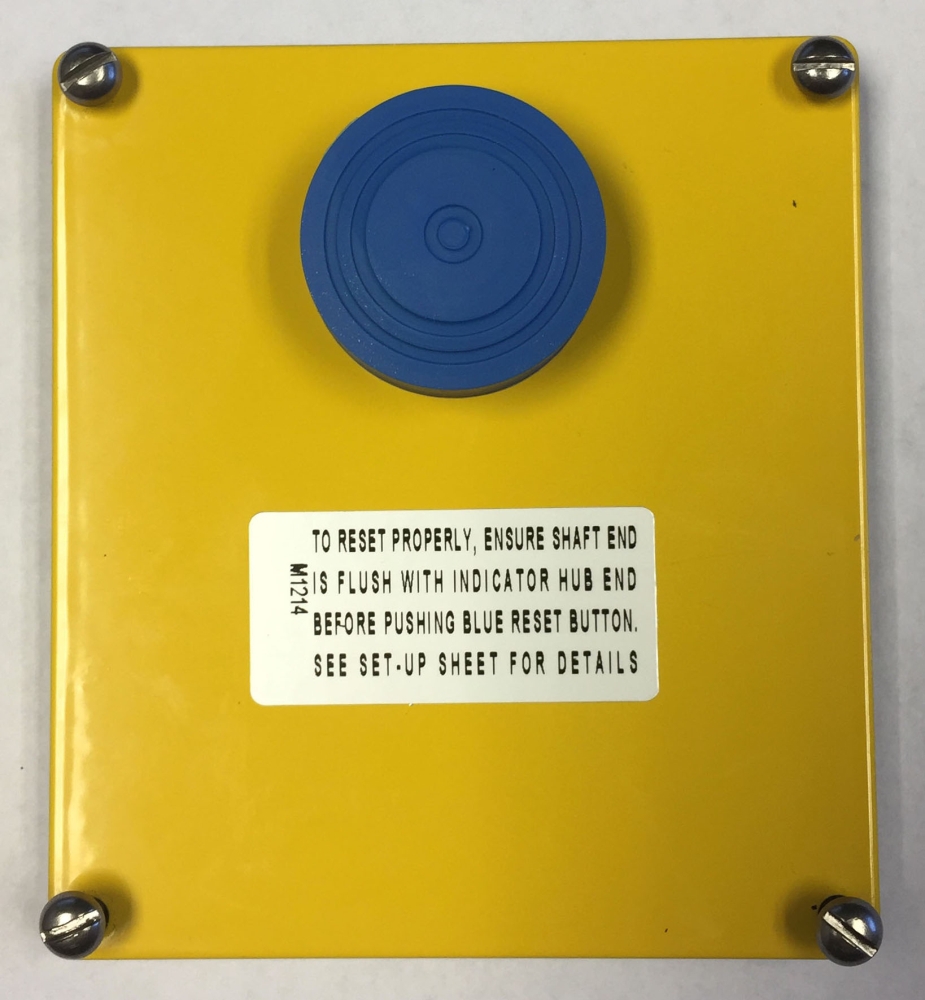 TO RESET PROPERLY, ENSURE SHAFT END
IS FLUSH WITH INDICATOR HUB END
BEFORE PUSHING BLUE RESET BUTTON.
SEE SET-UP SHEET FOR DETAILS
M1214